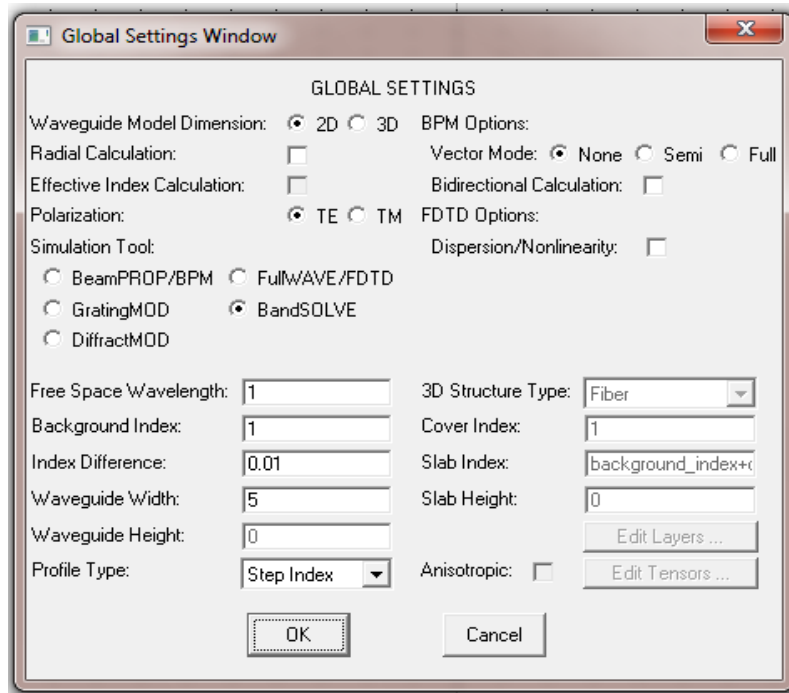 Global Settings Window
GLOBAL SETTINGS
Waveguide Model Dimension: 2D 3D BPM Options:
Radial Calculation: Vector Mode: None Semi Full
Effective Index Calculation: Bidirectional Calculation:
Polarization: TE TM FDTD Options:
Simulation Tool: Dispersion/Nonlinearity:
BeamPROP/BPM FullWAVE/FDTD
GratingMOD BandSOLVE
DiffractMOD
Free Space Wavelength: 1 3D Structure Type: Fiber
Background Index: 1 Cover Index: 1
Index Difference: 0.01 Slab Index: background_index+
Waveguide Width: 5 Slab Height: 0
Waveguide Height: 0 Edit Layers ...
Profile Type: Step Index Anisotropic: Edit Tensors ...
OK Cancel